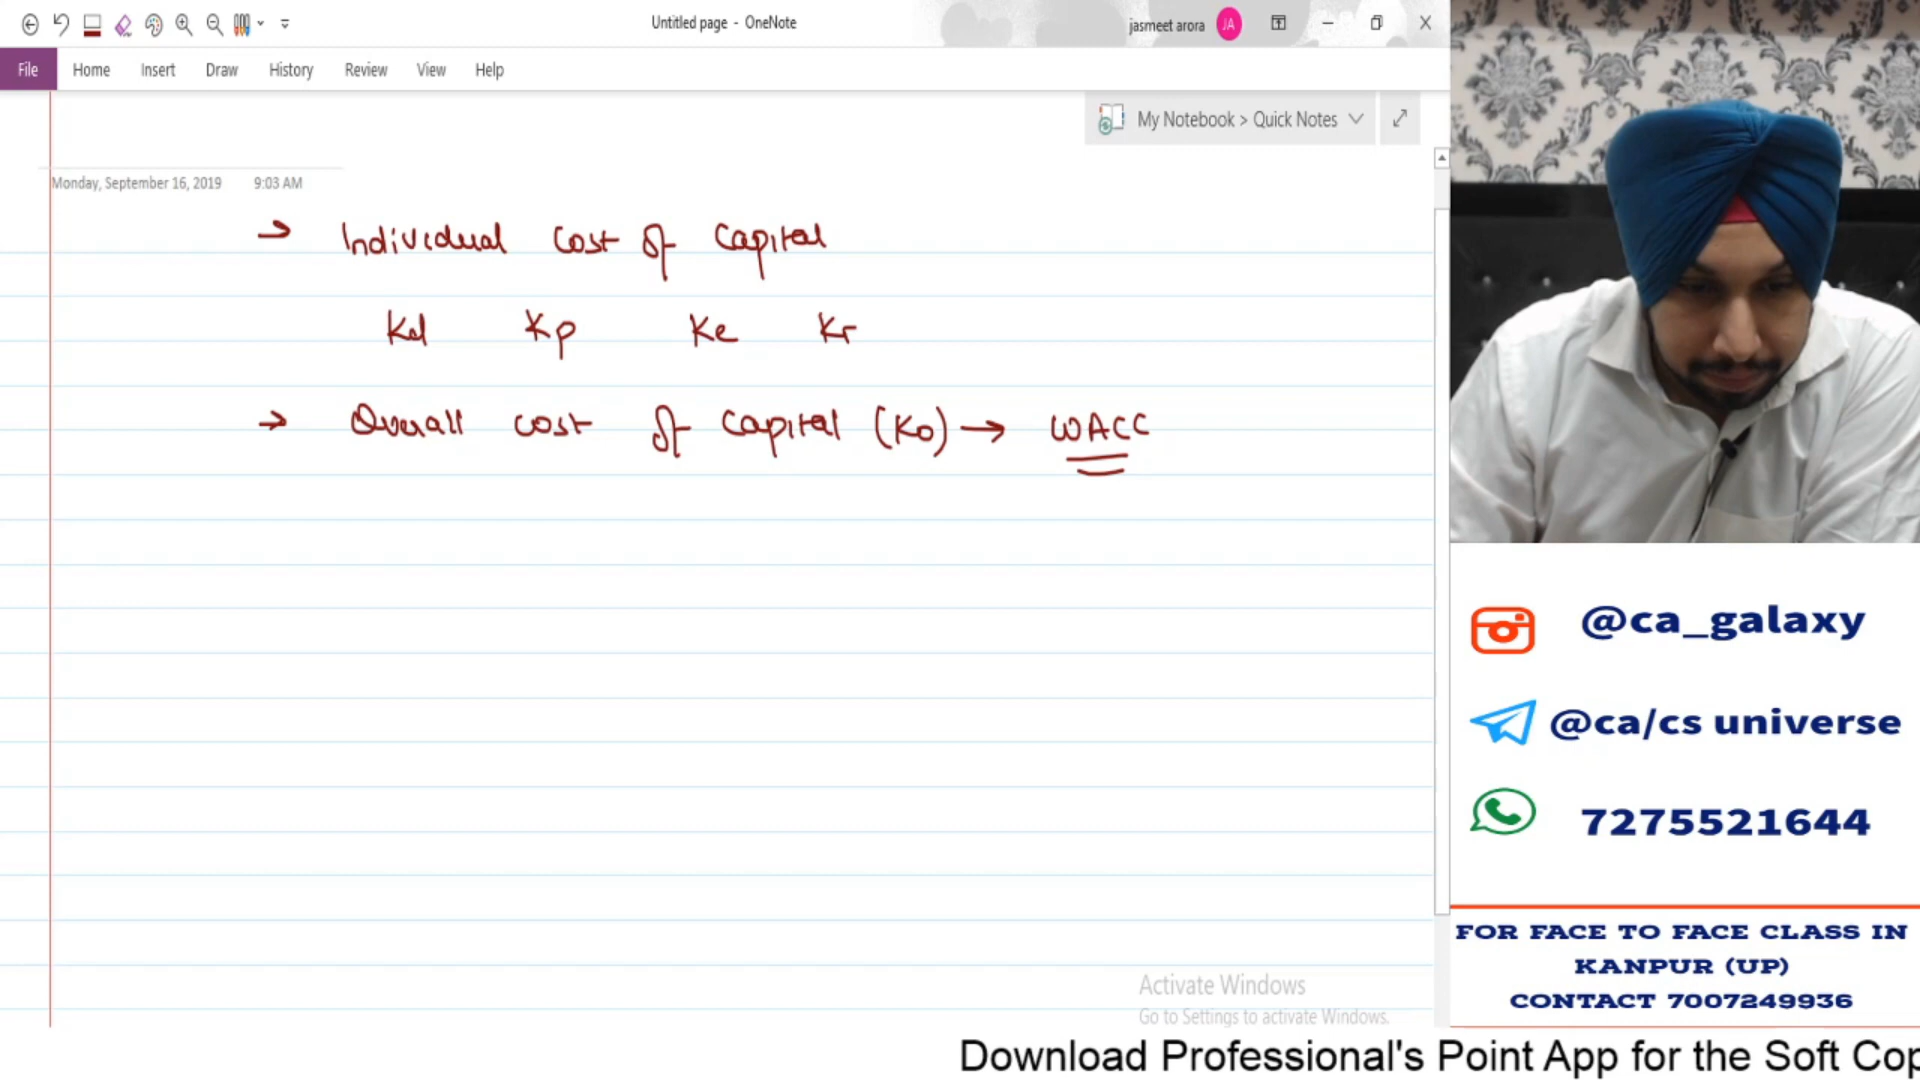 Untitled page - OneNote
jasmeet arora
JA
File Home Insert Draw History Review View Help
My Notebook > Quick Notes
Monday, September 16, 2019 9:03 AM
→ Individual cost of capital
Kd Kp Ke Kr
→ Overall cost of capital (Ko) → WACC
@ca_galaxy
@ca/cs universe
7275521644
FOR FACE TO FACE CLASS IN
KANPUR (UP)
CONTACT 7007249936
Activate Windows
Go to Settings to activate Windows.
Download Professional's Point App for the Soft Cop